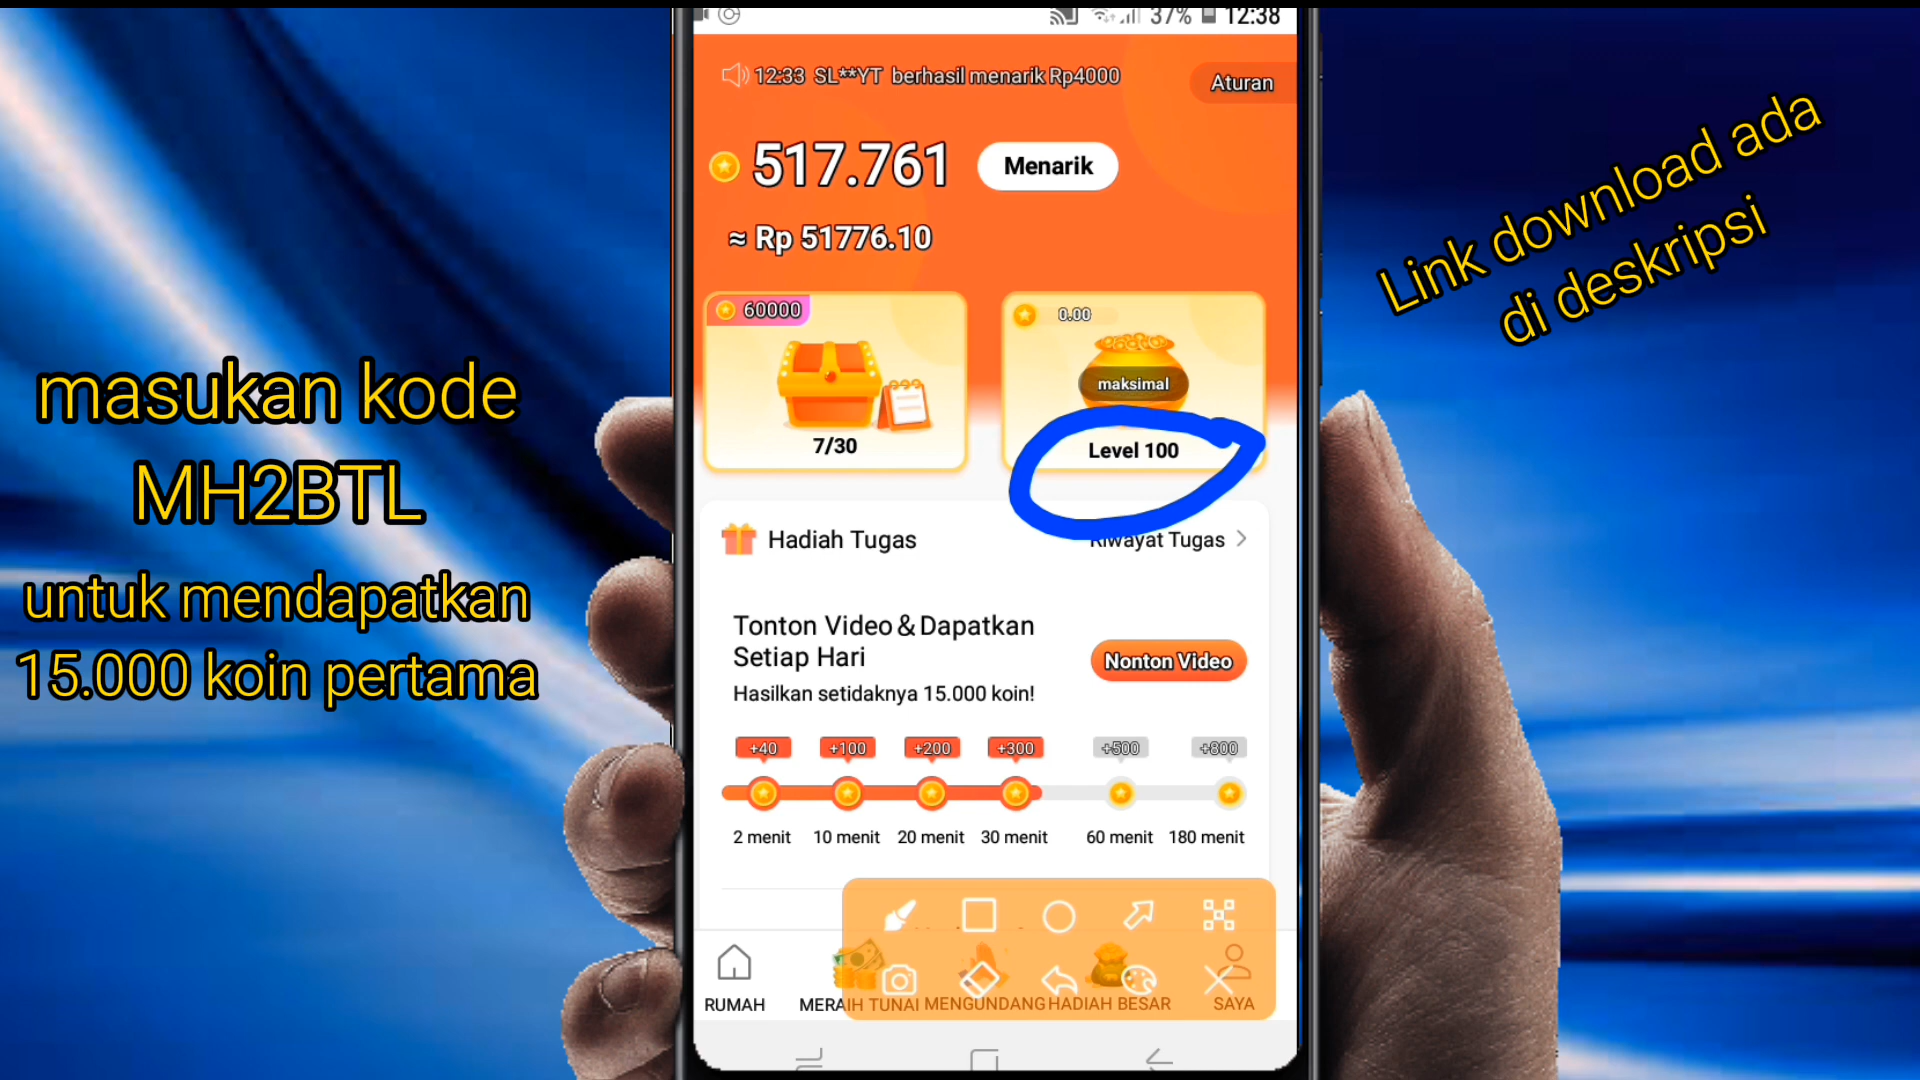 37% 12:38
12:33 SL**YT berhasil menarik Rp4000
Aturan
517.761
Menarik
≈ Rp 51776.10
60000
7/30
0.00
maksimal
Level 100
Hadiah Tugas
Riwayat Tugas
Tonton Video&Dapatkan
Setiap Hari
Hasilkan setidaknya 15.000 koin!
Nonton Video
+40 +100 +200 +300 +500 +800
2 menit 10 menit 20 menit 30 menit 60 menit 180 menit
RUMAH MERAIH TUNAI MENGUNDANG HADIAH BESAR SAYA
masukan kode
MH2BTL
untuk mendapatkan
15.000 koin pertama
Link download ada
di deskripsi